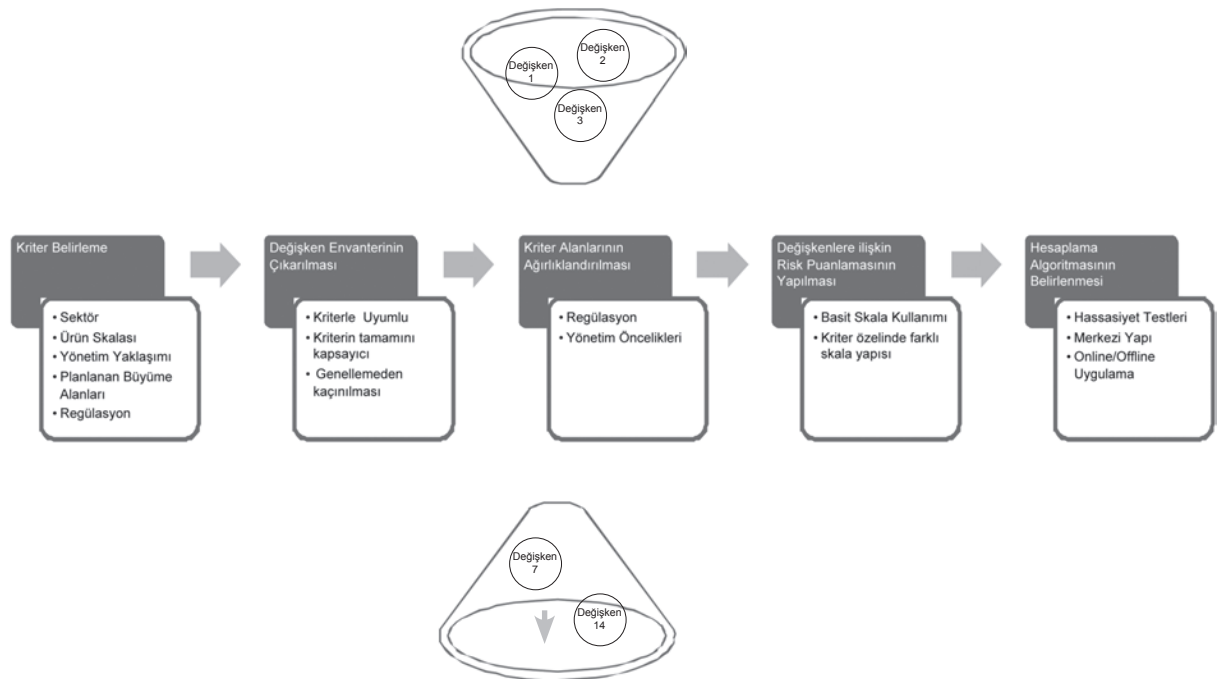 Değişken
1
Değişken
2
Değişken
3
Kriter Belirleme
• Sektör
• Ürün Skalası
• Yönetim Yaklaşımı
• Planlanan Büyüme
Alanları
• Regülasyon
Değişken Envanterinin
Çıkarılması
• Kriterle Uyumlu
• Kriterin tamamını
kapsayıcı
• Genellemeden
kaçınılması
Kriter Alanlarının
Ağırlıklandırılması
• Regülasyon
• Yönetim Öncelikleri
Değişkenlere ilişkin
Risk Puanlamasının
Yapılması
• Basit Skala Kullanımı
• Kriter özelinde farklı
skala yapısı
Hesaplama
Algoritmasının
Belirlenmesi
• Hassasiyet Testleri
• Merkezi Yapı
• Online/Offline
Uygulama
Değişken
7
Değişken
14